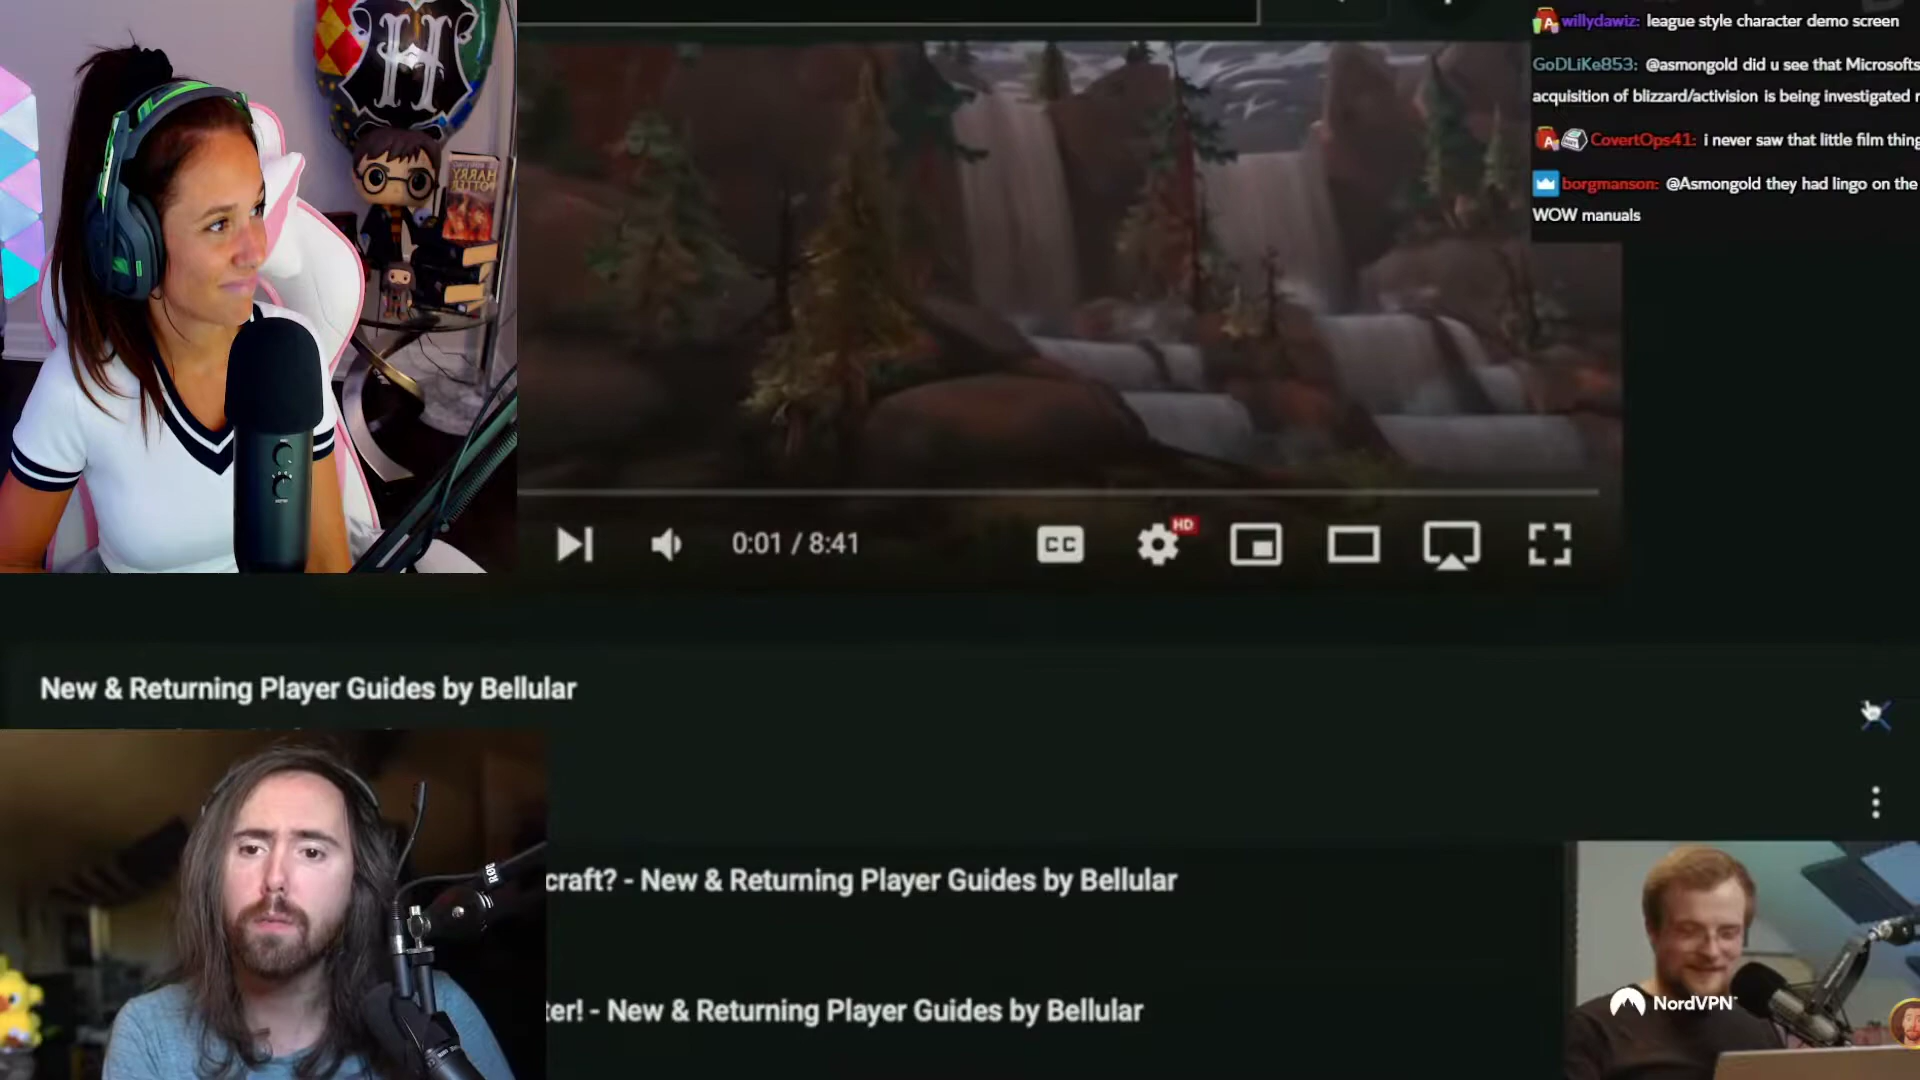 willydawiz: league style character demo screen
GoDLiKe853: @asmongold did u see that Microsofts
acquisition of blizzard/activision is being investigated
CovertOps41: i never saw that little film thing
borgmanson: @Asmongold they had lingo on the
WOW manuals
H
HARRY
POTTER
HD
0:01 / 8:41
CC
New & Returning Player Guides by Bellular
craft? - New & Returning Player Guides by Bellular
ter! - New & Returning Player Guides by Bellular
NordVPN